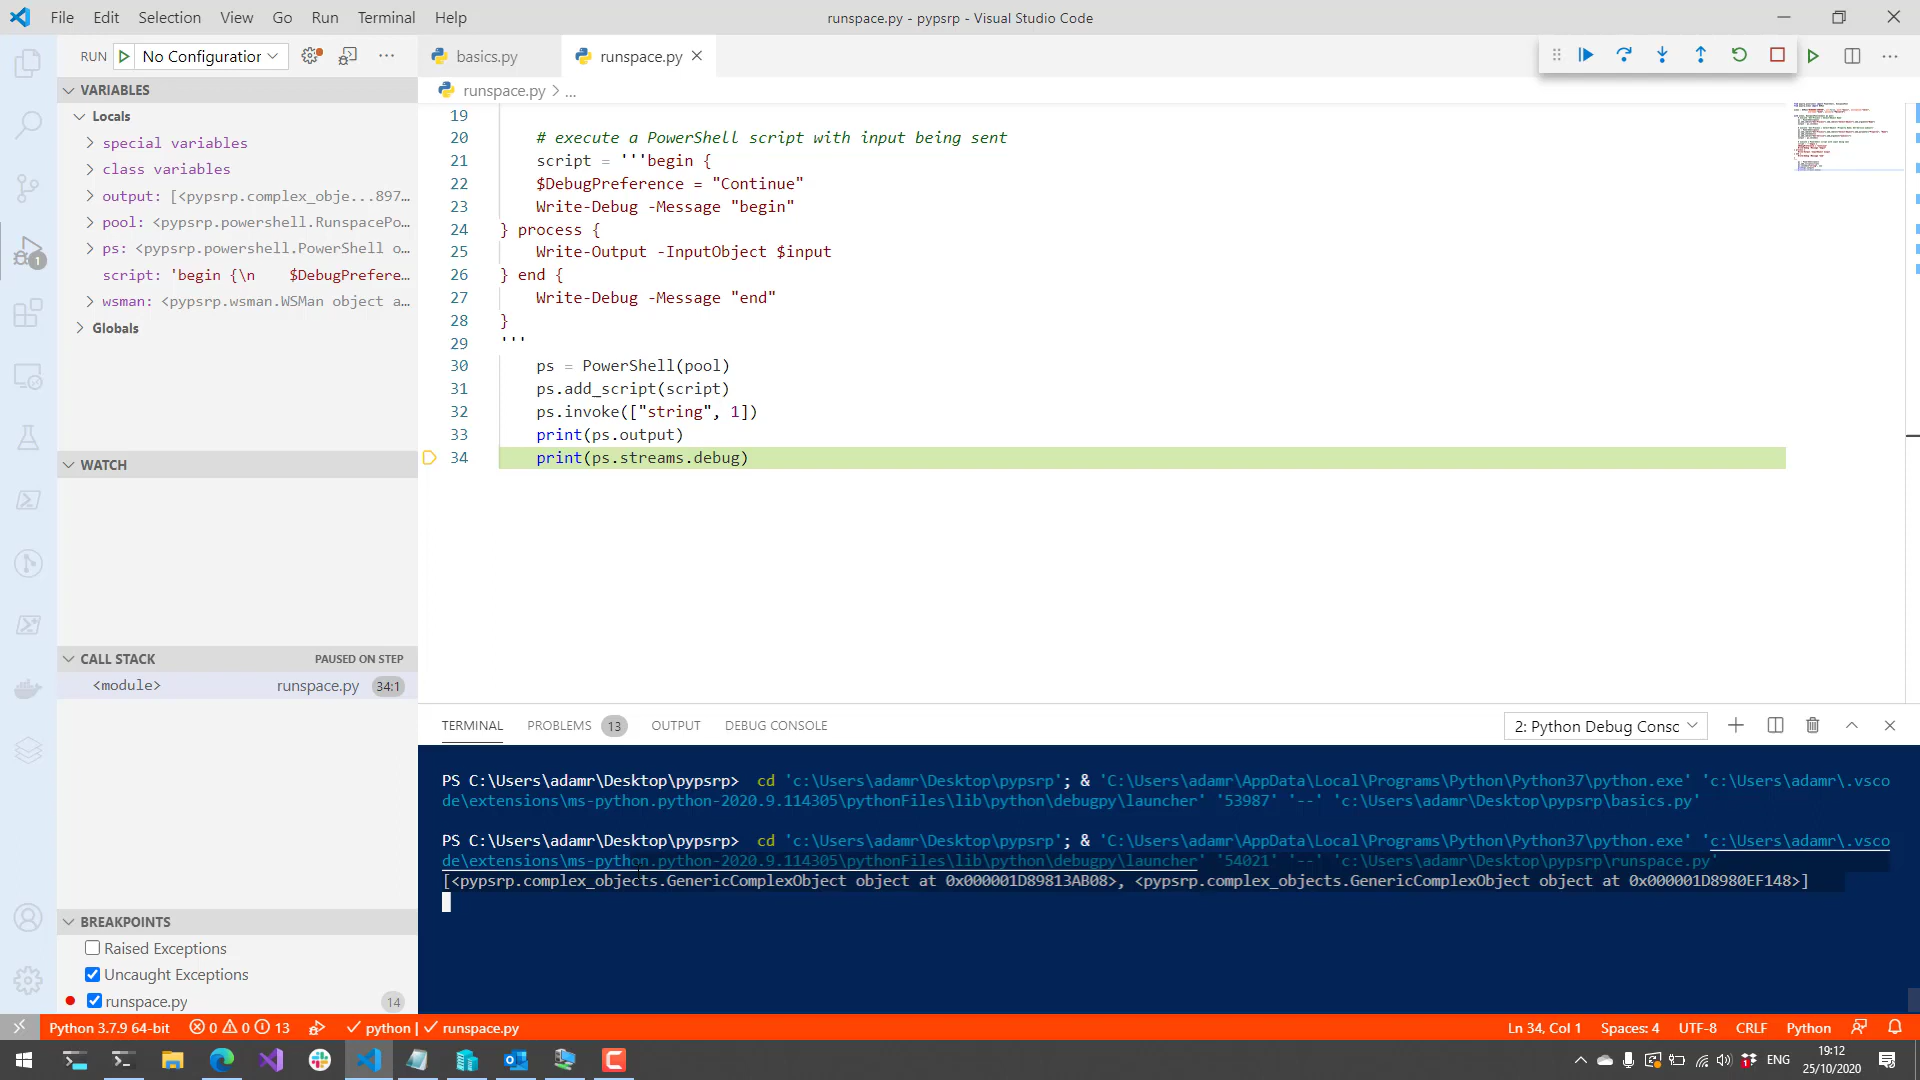 File Edit Selection View Go Run Terminal Help
runspace.py - pypsrp - Visual Studio Code
RUN No Configuration
basics.py
runspace.py
VARIABLES
Locals
special variables
class variables
output: [<pypsrp.complex_obje...897...
pool: <pypsrp.powershell.RunspacePo...
ps: <pypsrp.powershell.PowerShell o...
script: 'begin {\n $DebugPrefere...
wsman: <pypsrp.wsman.WSMan object a...
Globals
WATCH
CALL STACK PAUSED ON STEP
<module> runspace.py 34:1
BREAKPOINTS
Raised Exceptions
Uncaught Exceptions
runspace.py 14
runspace.py > ...
19
20 # execute a PowerShell script with input being sent
21 script = '''begin {
22 $DebugPreference = "Continue"
23 Write-Debug -Message "begin"
24 } process {
25 Write-Output -InputObject $input
26 } end {
27 Write-Debug -Message "end"
28 }
29 '''
30 ps = PowerShell(pool)
31 ps.add_script(script)
32 ps.invoke(["string", 1])
33 print(ps.output)
34 print(ps.streams.debug)
TERMINAL PROBLEMS 13 OUTPUT DEBUG CONSOLE
2: Python Debug Consc
PS C:\Users\adamr\Desktop\pypsrp> cd 'c:\Users\adamr\Desktop\pypsrp'; & 'C:\Users\adamr\AppData\Local\Programs\Python\Python37\python.exe' 'c:\Users\adamr\.vsco
de\extensions\ms-python.python-2020.9.114305\pythonFiles\lib\python\debugpy\launcher' '53987' '--' 'c:\Users\adamr\Desktop\pypsrp\basics.py'
PS C:\Users\adamr\Desktop\pypsrp> cd 'c:\Users\adamr\Desktop\pypsrp'; & 'C:\Users\adamr\AppData\Local\Programs\Python\Python37\python.exe' 'c:\Users\adamr\.vsco
de\extensions\ms-python.python-2020.9.114305\pythonFiles\lib\python\debugpy\launcher' '54021' '--' 'c:\Users\adamr\Desktop\pypsrp\runspace.py'
[<pypsrp.complex_objects.GenericComplexObject object at 0x000001D89813AB08>, <pypsrp.complex_objects.GenericComplexObject object at 0x000001D8980EF148>]
Python 3.7.9 64-bit 0 0 13 python | runspace.py
Ln 34, Col 1 Spaces: 4 UTF-8 CRLF Python
1
ENG
19:12
25/10/2020